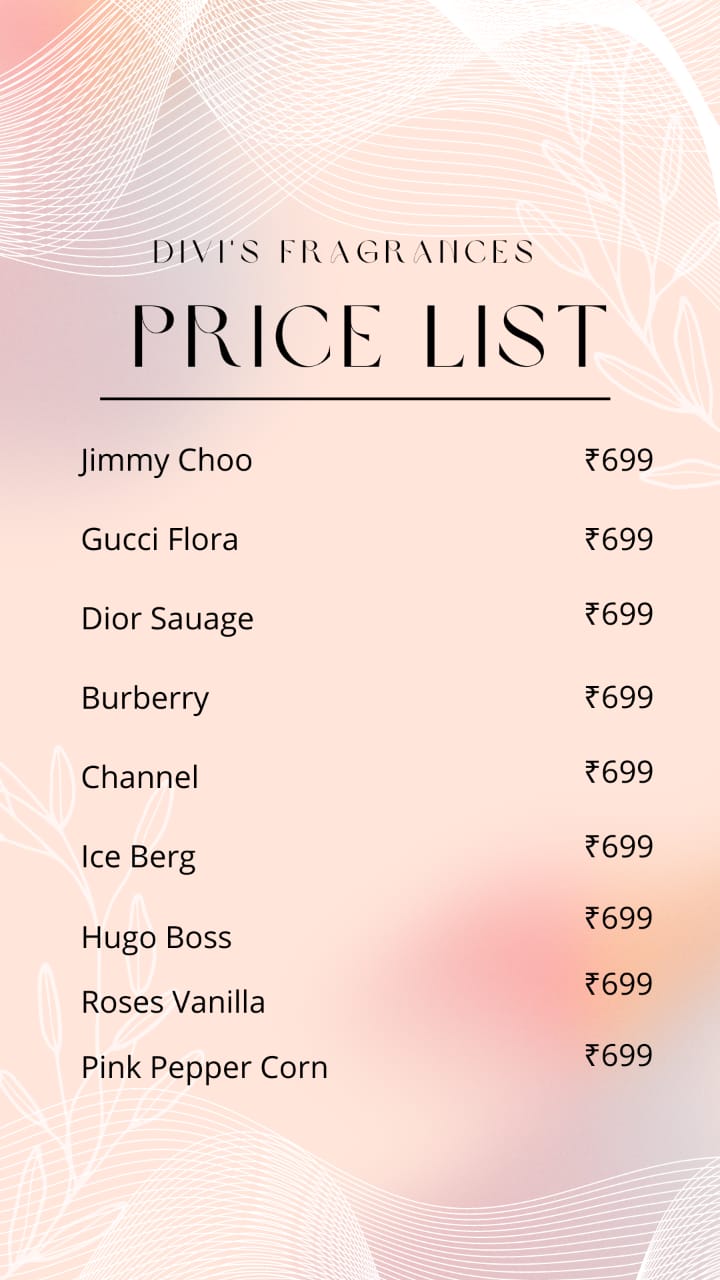 DIVI'S FRAGRANCES
PRICE LIST
Jimmy Choo ₹699
Gucci Flora ₹699
Dior Sauage ₹699
Burberry ₹699
Channel ₹699
Ice Berg ₹699
Hugo Boss ₹699
Roses Vanilla ₹699
Pink Pepper Corn ₹699